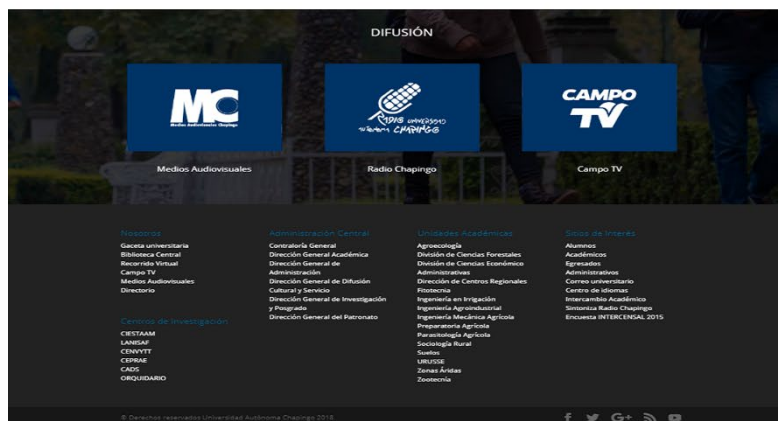 DIFUSIÓN
MC
Medios Audiovisuales Chapingo
CAMPO
TV
Medios Audiovisuales
Radio Chapingo
Campo TV
Nosotros
Gaceta universitaria
Biblioteca Central
Recorrido Virtual
Campo TV
Medios Audiovisuales
Directorio
Centros de Investigación
CIESTAAM
LANISAF
CENVYTT
CEPRAE
CADS
ORQUIDARIO
Administración Central
Contraloría General
Dirección General Académica
Dirección General de
Administración
Dirección General de Difusión
Cultural y Servicio
Dirección General de Investigación
y Posgrado
Dirección General del Patronato
Unidades Académicas
Agroecología
División de Ciencias Forestales
División de Ciencias Económico
Administrativas
Dirección de Centros Regionales
Fitotecnia
Ingeniería en Irrigación
Ingeniería Agroindustrial
Ingeniería Mecánica Agrícola
Preparatoria Agrícola
Parasitología Agrícola
Sociología Rural
Suelos
URUSSE
Zonas Áridas
Zootecnia
Sitios de Interés
Alumnos
Académicos
Egresados
Administrativos
Correo universitario
Centro de idiomas
Intercambio Académico
Sintoniza Radio Chapingo
Encuesta INTERCENSAL 2015
© Derechos reservados Universidad Autónoma Chapingo 2018.